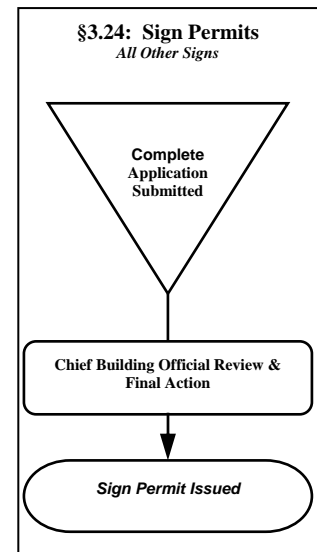 §3.24: Sign Permits
All Other Signs
Complete
Application
Submitted
Chief Building Official Review &
Final Action
Sign Permit Issued